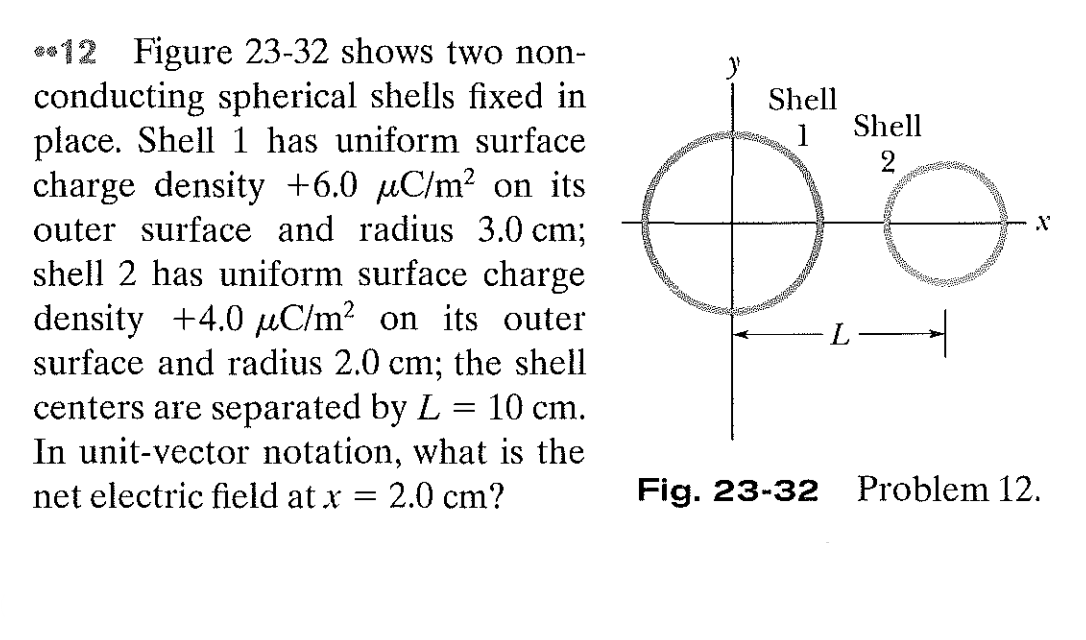 ••12 Figure 23-32 shows two non-
conducting spherical shells fixed in
place. Shell 1 has uniform surface
charge density +6.0 μC/m² on its
outer surface and radius 3.0 cm;
shell 2 has uniform surface charge
density +4.0 μC/m² on its outer
surface and radius 2.0 cm; the shell
centers are separated by L = 10 cm.
In unit-vector notation, what is the
net electric field at x = 2.0 cm?
y
Shell
1
Shell
2
x
L
Fig. 23-32 Problem 12.